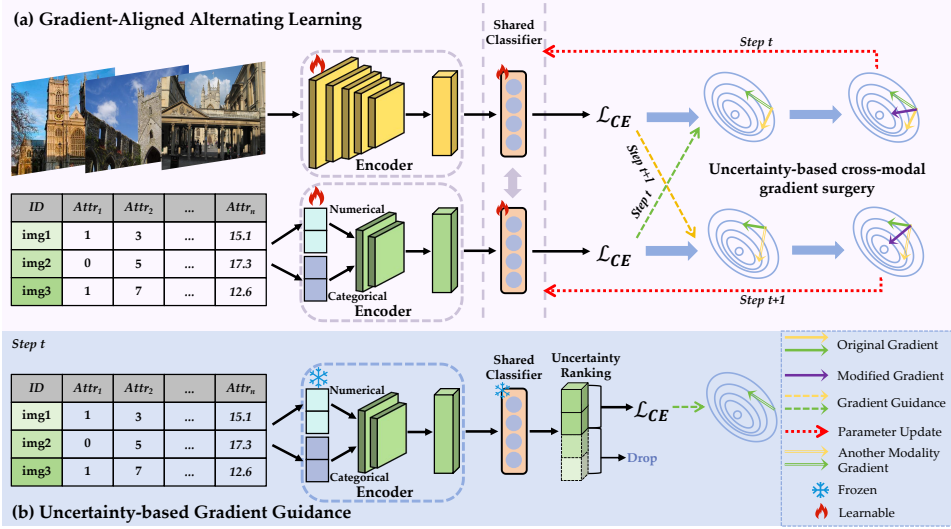 (a) Gradient-Aligned Alternating Learning
Shared
Classifier
Step t
Encoder
ℒCE
Step t+1
Step t
Uncertainty-based cross-modal
gradient surgery
ID Attr1 Attr2 ... Attrn
img1 1 3 ... 15.1
img2 0 5 ... 17.3
img3 1 7 ... 12.6
Numerical
Categorical
Encoder
ℒCE
Step t+1
Step t
ID Attr1 Attr2 ... Attrn
img1 1 3 ... 15.1
img2 0 5 ... 17.3
img3 1 7 ... 12.6
Numerical
Categorical
Encoder
Shared
Classifier
Uncertainty
Ranking
ℒCE
Drop
Original Gradient
Modified Gradient
Gradient Guidance
Parameter Update
Another Modality
Gradient
Frozen
Learnable
(b) Uncertainty-based Gradient Guidance